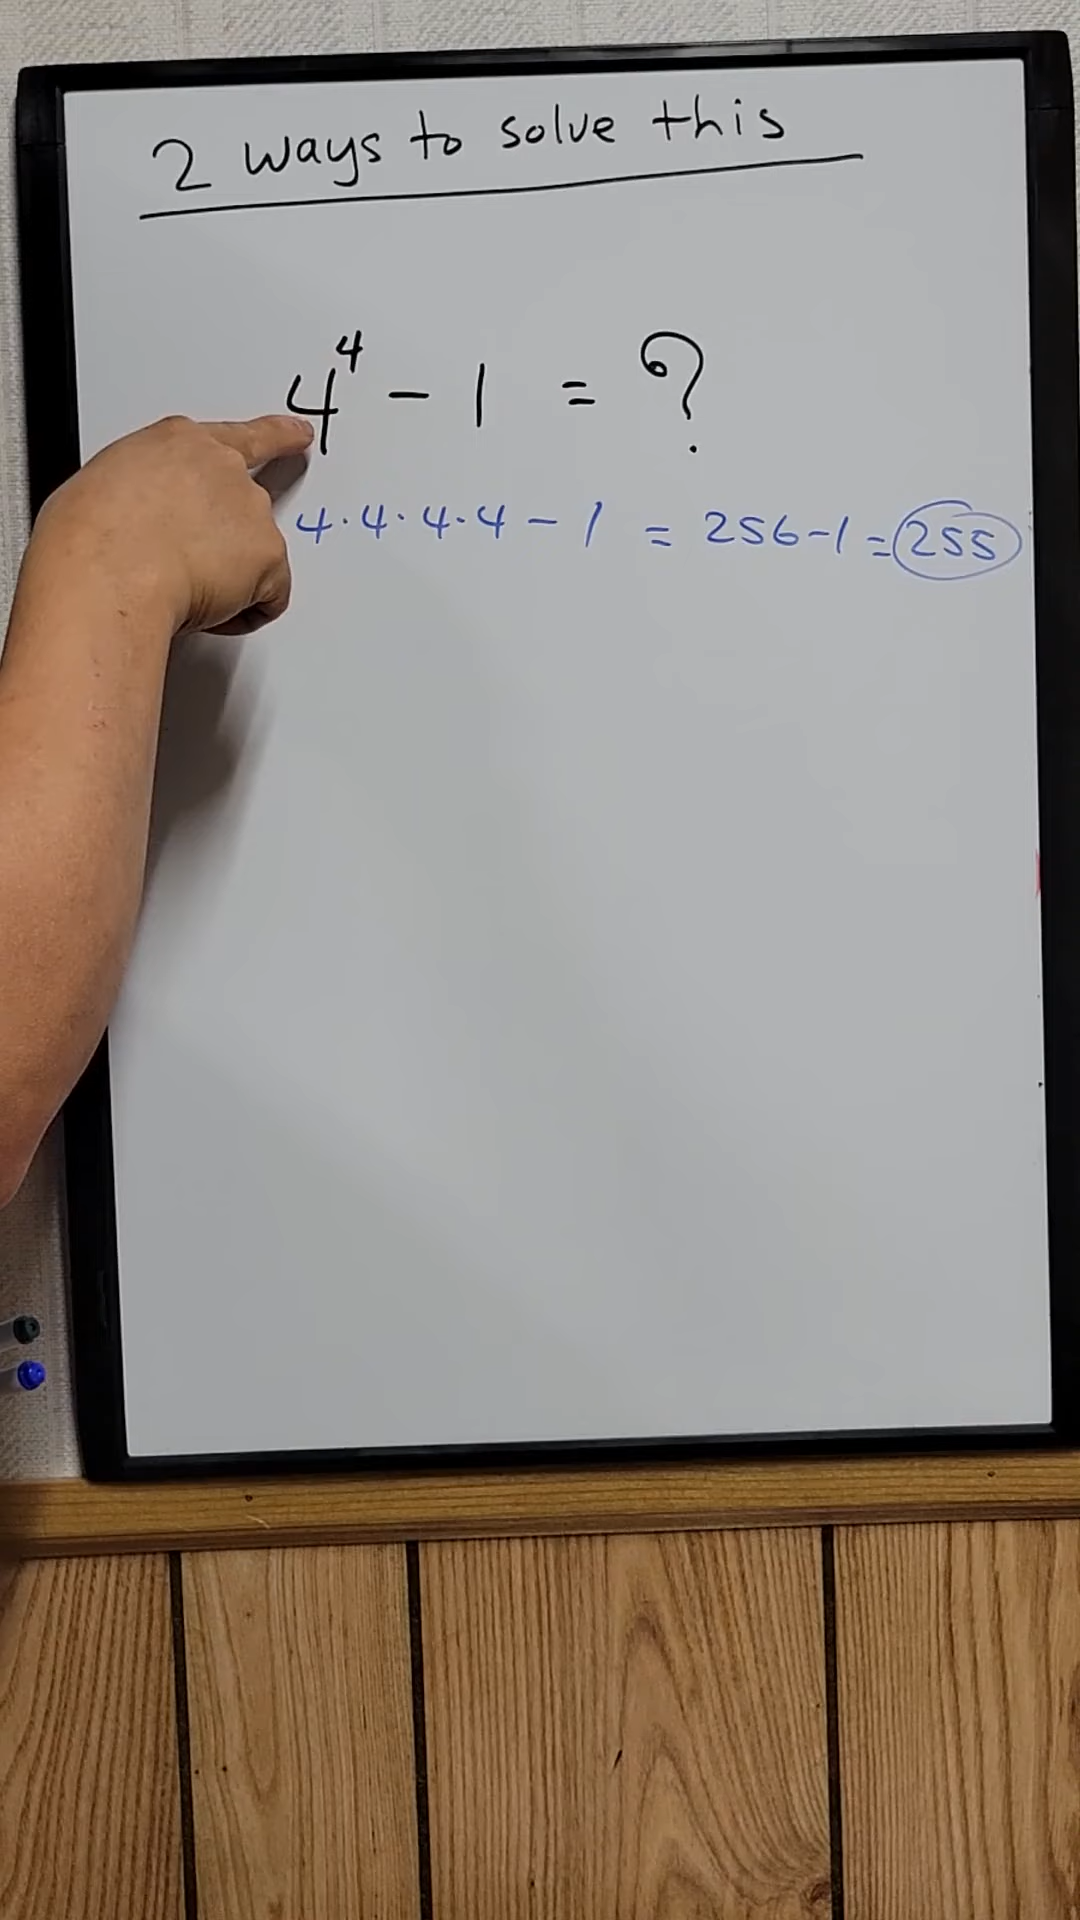 2 ways to solve this
4⁴ - 1 = ?
4·4·4·4 - 1 = 256-1 = 255